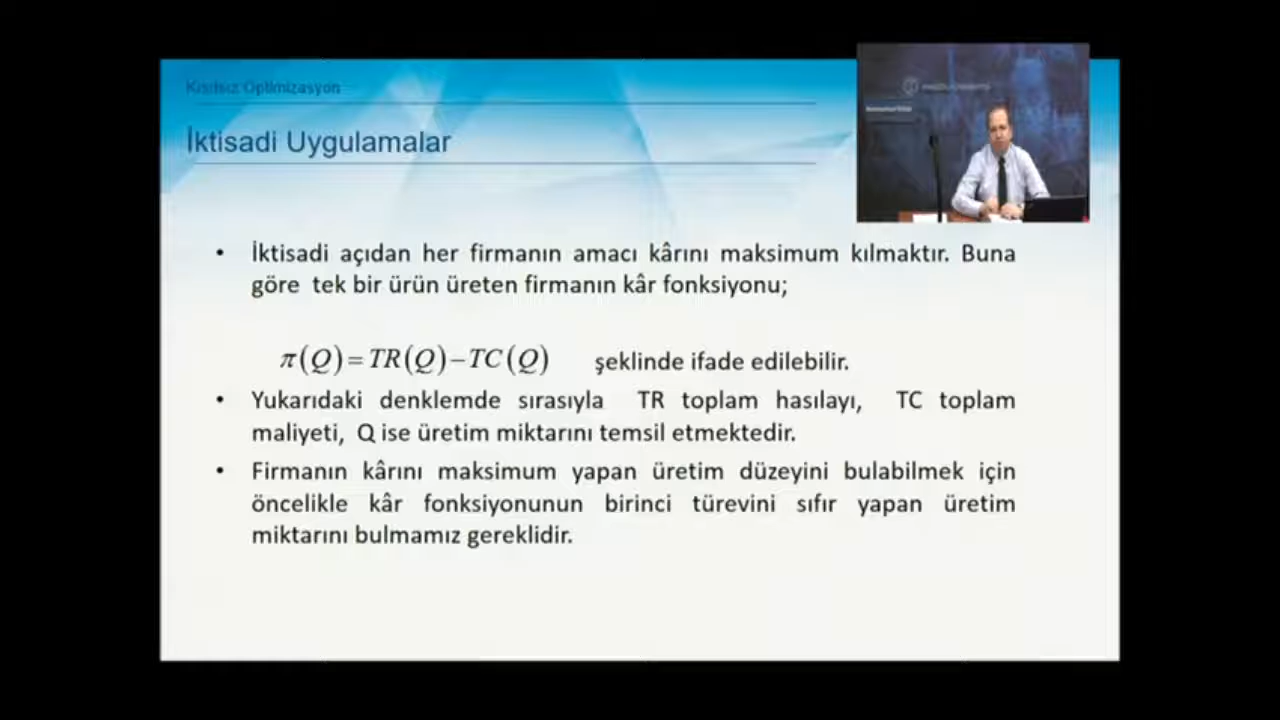 Kısıtsız Optimizasyon
İktisadi Uygulamalar
• İktisadi açıdan her firmanın amacı kârını maksimum kılmaktır. Buna
göre tek bir ürün üreten firmanın kâr fonksiyonu;
π(Q)=TR(Q)−TC(Q) şeklinde ifade edilebilir.
• Yukarıdaki denklemde sırasıyla TR toplam hasılayı, TC toplam
maliyeti, Q ise üretim miktarını temsil etmektedir.
• Firmanın kârını maksimum yapan üretim düzeyini bulabilmek için
öncelikle kâr fonksiyonunun birinci türevini sıfır yapan üretim
miktarını bulmamız gereklidir.